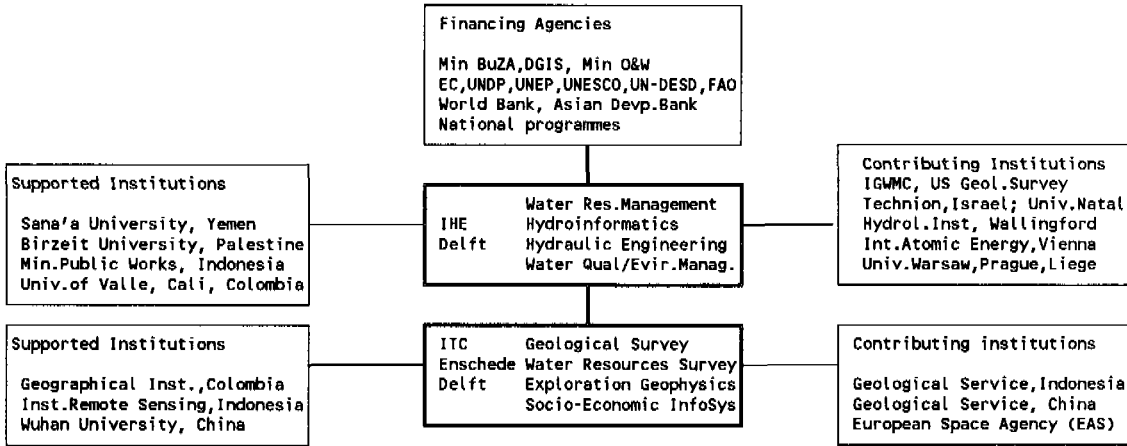 Financing Agencies
Min BuZA,DGIS, Min O&W
EC,UNDP,UNEP,UNESCO,UN-DESD,FAO
World Bank, Asian Devp.Bank
National programmes
Supported Institutions
Sana'a University, Yemen
Birzeit University, Palestine
Min.Public Works, Indonesia
Univ.of Valle, Cali, Colombia
Water Res.Management
IHE Hydroinformatics
Delft Hydraulic Engineering
Water Qual/Evir.Manag.
Contributing Institutions
IGWMC, US Geol.Survey
Technion,Israel; Univ.Natal
Hydrol.Inst, Wallingford
Int.Atomic Energy,Vienna
Univ.Warsaw,Prague,Liege
Supported Institutions
Geographical Inst.,Colombia
Inst.Remote Sensing,Indonesia
Wuhan University, China
ITC Geological Survey
Enschede Water Resources Survey
Delft Exploration Geophysics
Socio-Economic InfoSys
Contributing institutions
Geological Service,Indonesia
Geological Service, China
European Space Agency (EAS)